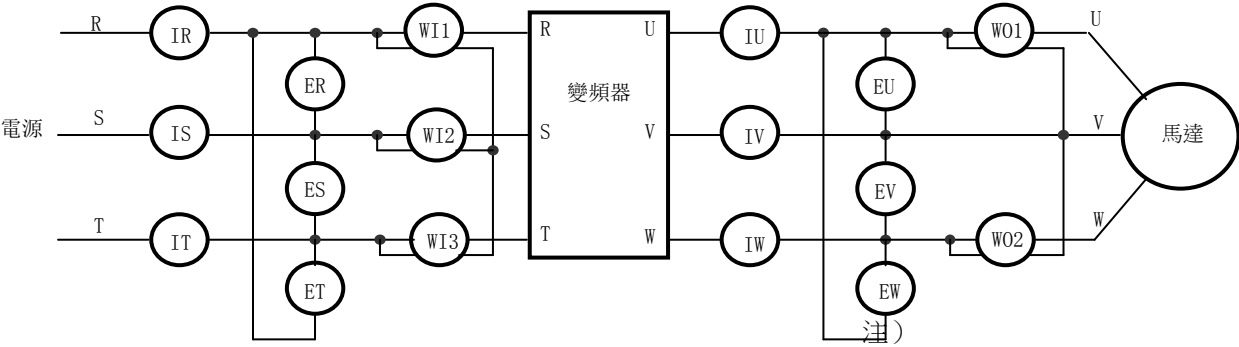 R IR WI1 R U IU WO1 U
ER 變頻器 EU
電源 S IS WI2 S V IV V 馬達
ES EV
T IT WI3 T W IW WO2 W
ET EW
注)